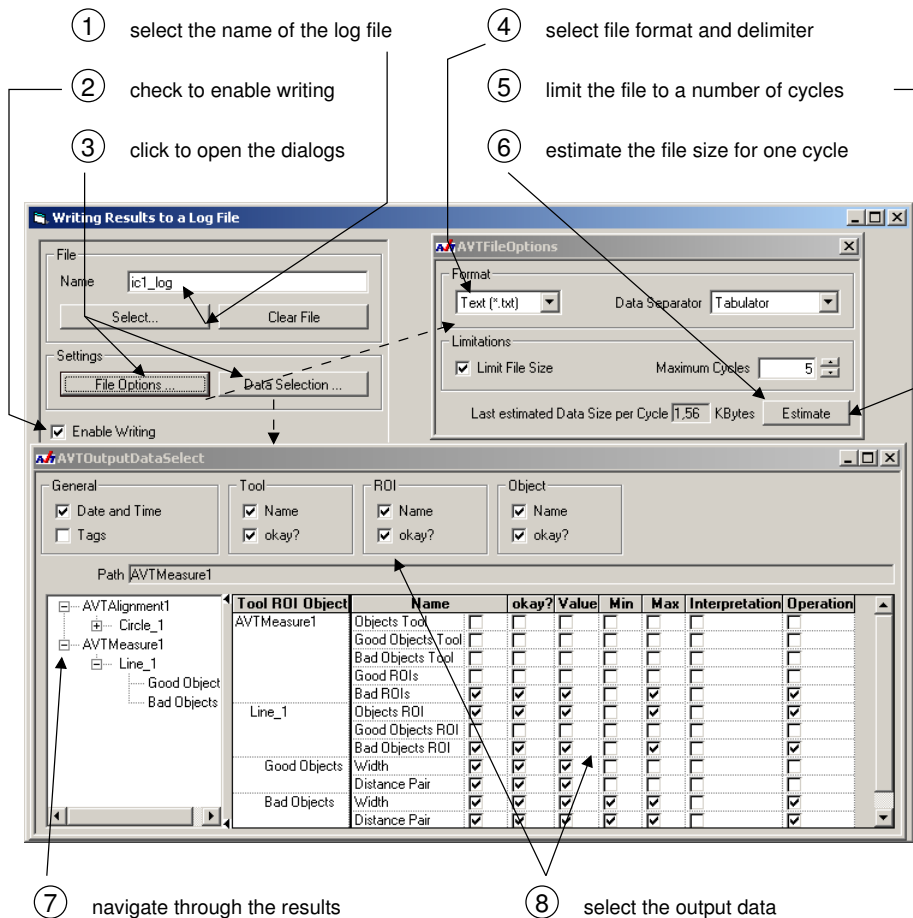 1 select the name of the log file
4 select file format and delimiter
2 check to enable writing
5 limit the file to a number of cycles
3 click to open the dialogs
6 estimate the file size for one cycle
Writing Results to a Log File
File
Name ic1_log
Select... Clear File
Settings
File Options ... Data Selection ...
Enable Writing
AVTFileOptions
Format
Text (*.txt) Data Separator Tabulator
Limitations
Limit File Size Maximum Cycles 5
Last estimated Data Size per Cycle 1,56 KBytes Estimate
AVTOutputDataSelect
General Tool ROI Object
Date and Time Name Name Name
Tags okay? okay? okay?
Path AVTMeasure1
AVTAlignment1
Circle_1
AVTMeasure1
Line_1
Good Object
Bad Objects
Tool ROI Object Name okay? Value Min Max Interpretation Operation
AVTMeasure1 Objects Tool
Good Objects Tool
Bad Objects Tool
Good ROIs
Bad ROIs
Line_1 Objects ROI
Good Objects ROI
Bad Objects ROI
Good Objects Width
Distance Pair
Bad Objects Width
Distance Pair
7 navigate through the results
8 select the output data